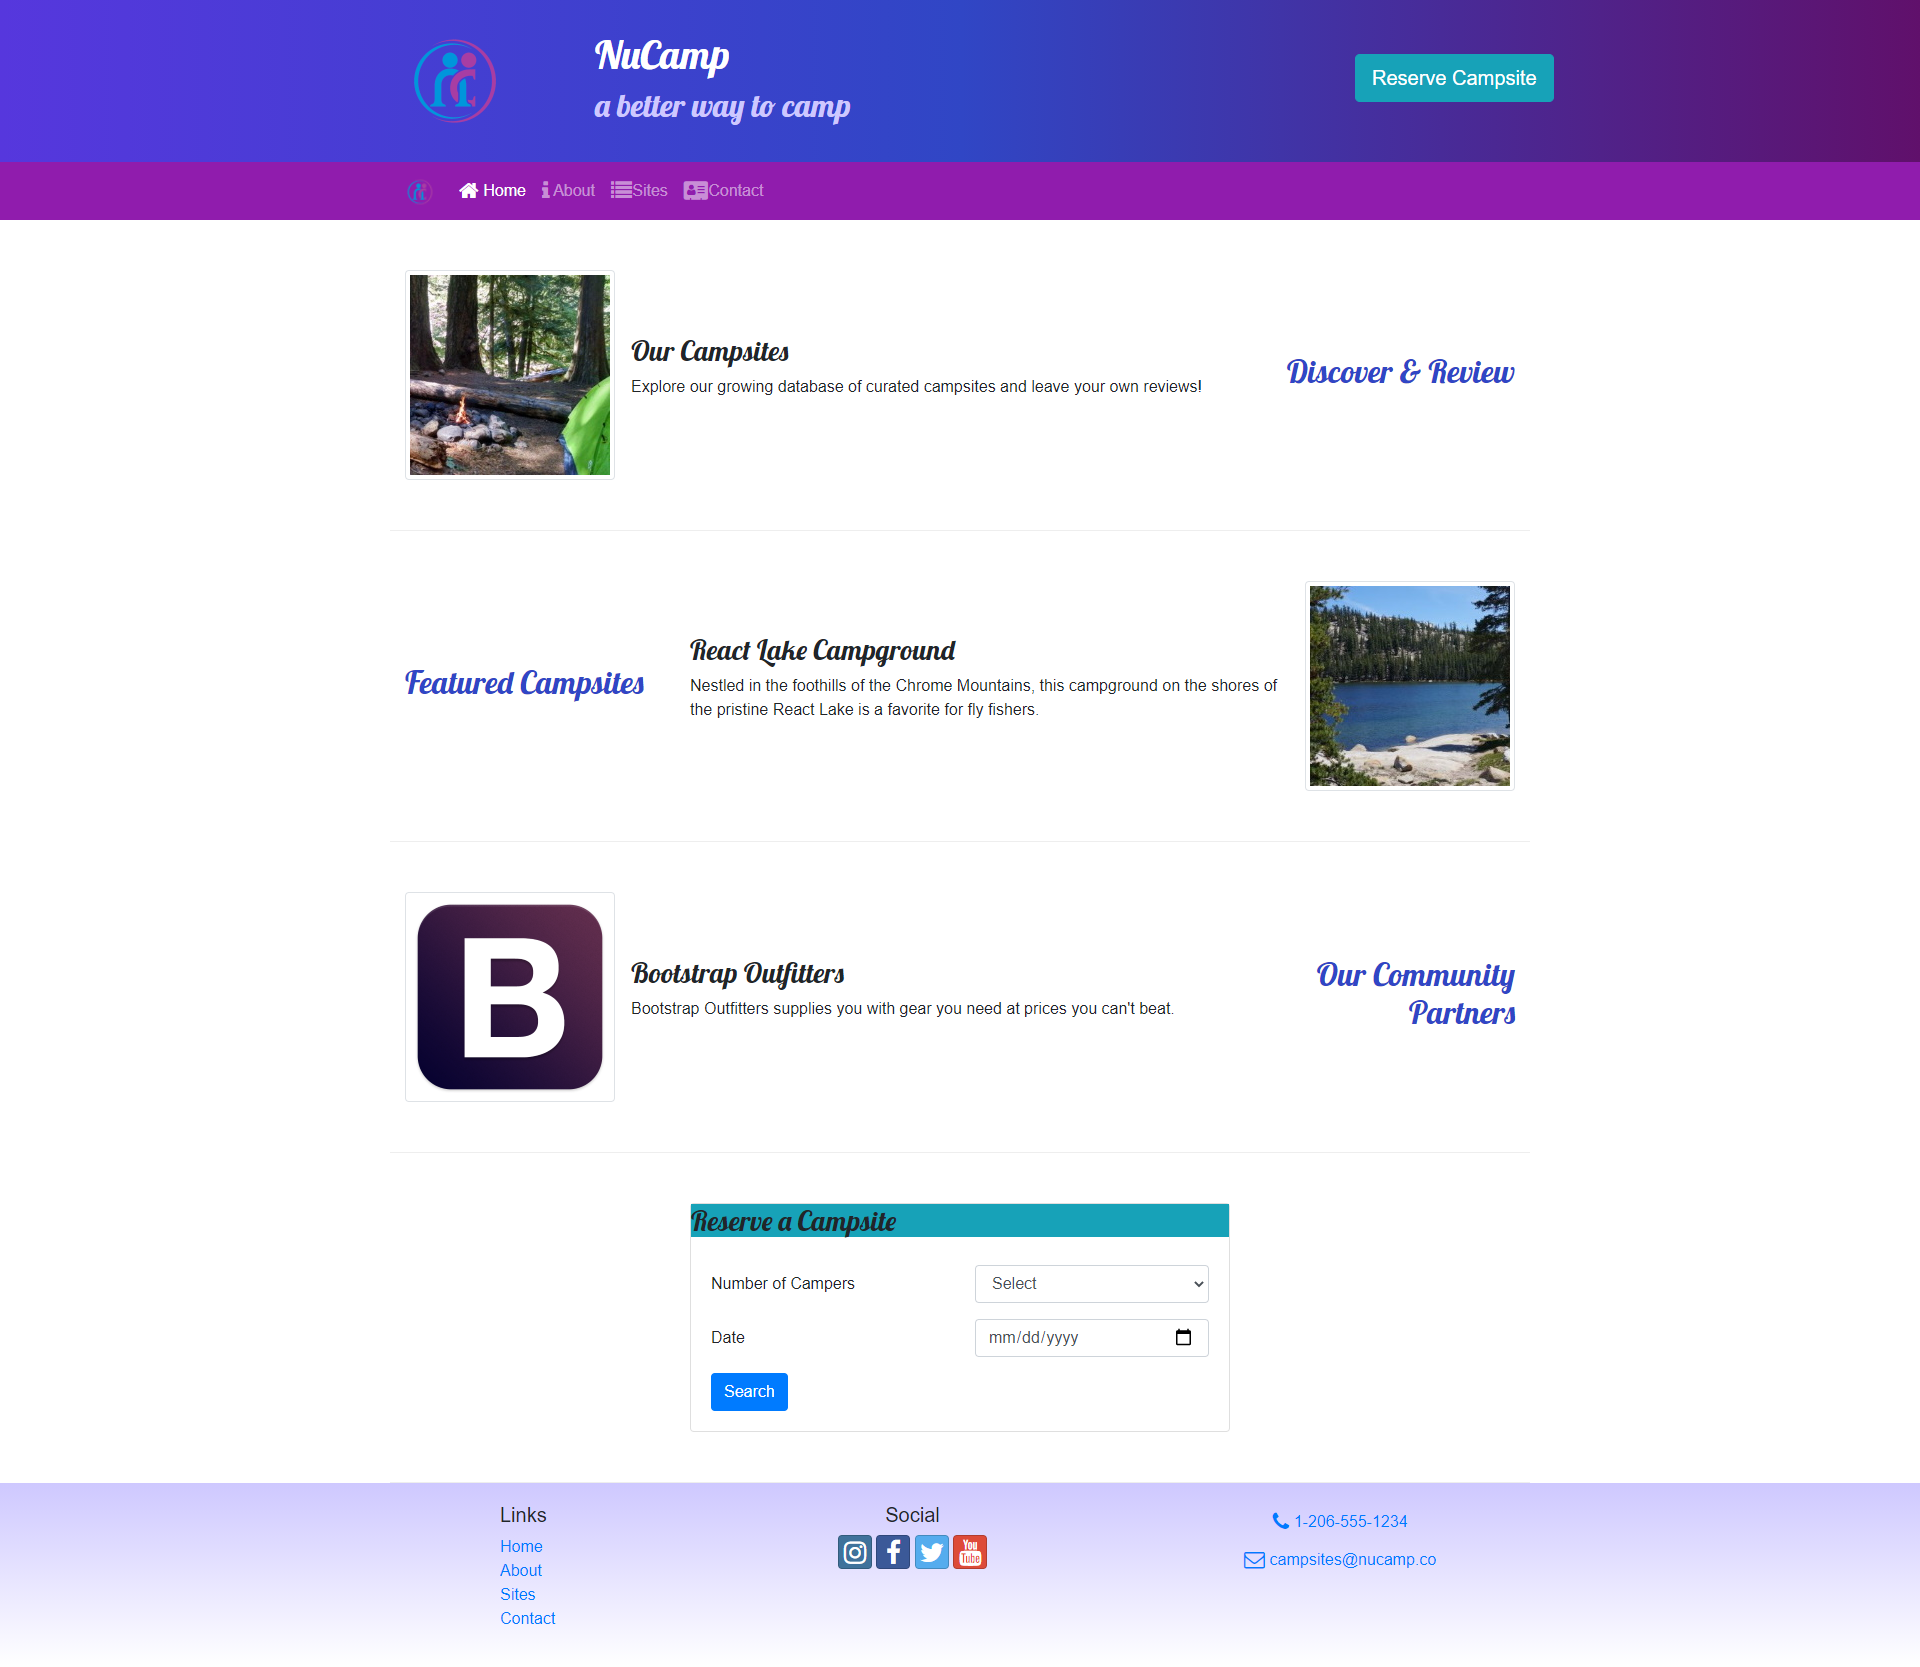 NuCamp
a better way to camp
Reserve Campsite
Home
About
Sites
Contact
Our Campsites
Explore our growing database of curated campsites and leave your own reviews!
Discover & Review
Featured Campsites
React Lake Campground
Nestled in the foothills of the Chrome Mountains, this campground on the shores of
the pristine React Lake is a favorite for fly fishers.
B
Bootstrap Outfitters
Bootstrap Outfitters supplies you with gear you need at prices you can't beat.
Our Community
Partners
Reserve a Campsite
Number of Campers
Select
Date
mm/dd/yyyy
Search
Links
Home
About
Sites
Contact
Social
You
Tube
1-206-555-1234
campsites@nucamp.co